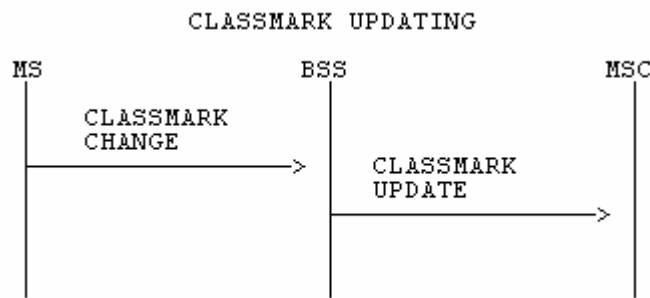 CLASSMARK UPDATING
MS BSS MSC
CLASSMARK
CHANGE
CLASSMARK
UPDATE